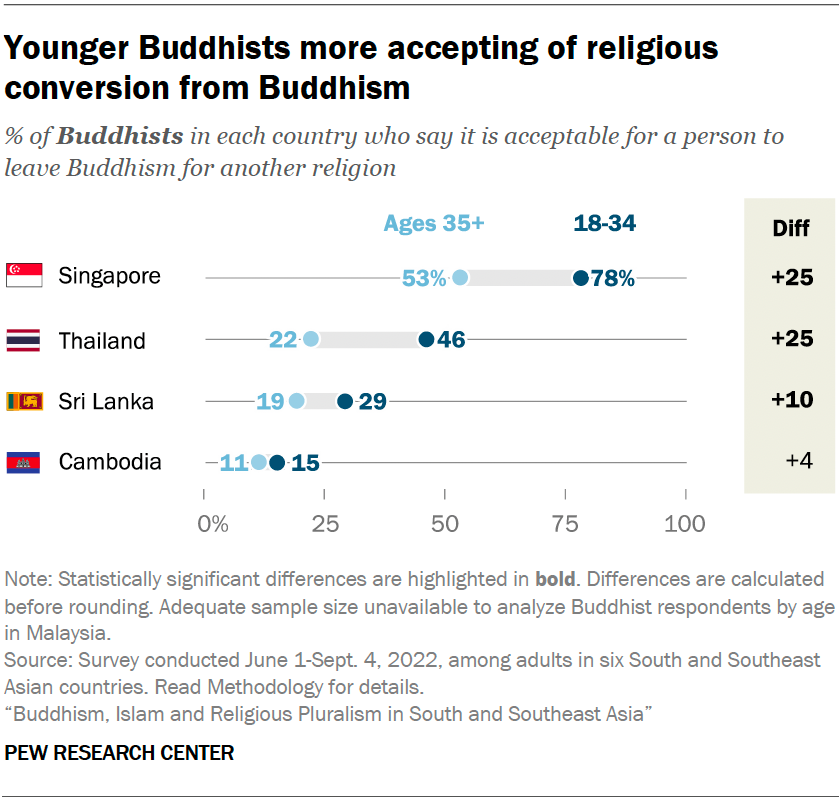 Younger Buddhists more accepting of religious
conversion from Buddhism
% of Buddhists in each country who say it is acceptable for a person to
leave Buddhism for another religion
Ages 35+ 18-34 Diff
Singapore 53% 78% +25
Thailand 22 46 +25
Sri Lanka 19 29 +10
Cambodia 11 15 +4
0% 25 50 75 100
Note: Statistically significant differences are highlighted in bold. Differences are calculated
before rounding. Adequate sample size unavailable to analyze Buddhist respondents by age
in Malaysia.
Source: Survey conducted June 1-Sept. 4, 2022, among adults in six South and Southeast
Asian countries. Read Methodology for details.
“Buddhism, Islam and Religious Pluralism in South and Southeast Asia”
PEW RESEARCH CENTER